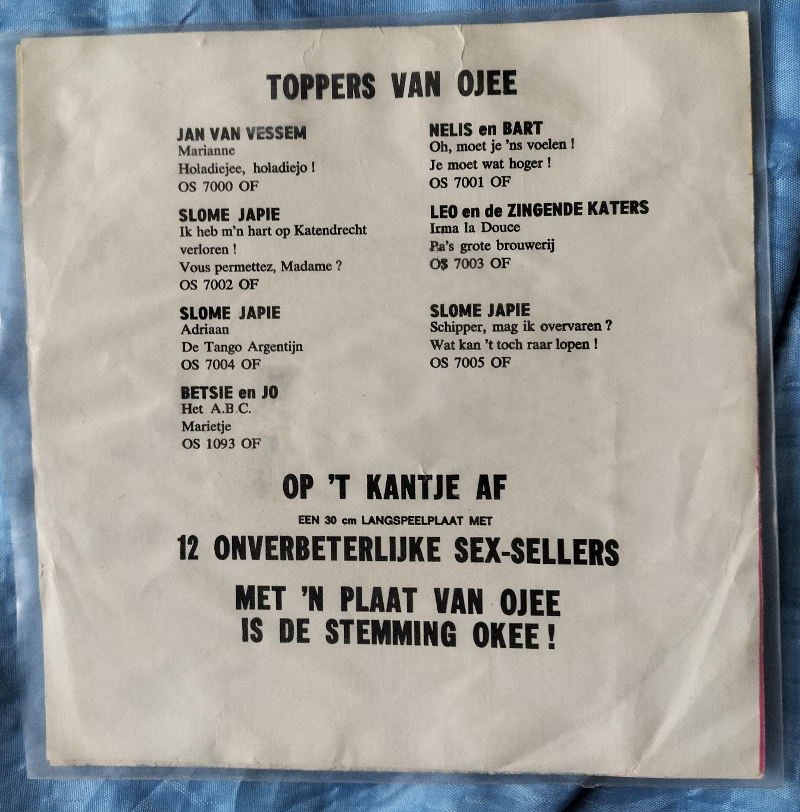 TOPPERS VAN OJEE
JAN VAN VESSEM
Marianne
Holadiejee, holadiejo !
OS 7000 OF
NELIS en BART
Oh, moet je 'ns voelen !
Je moet wat hoger !
OS 7001 OF
SLOME JAPIE
Ik heb m'n hart op Katendrecht
verloren !
Vous permettez, Madame ?
OS 7002 OF
LEO en de ZINGENDE KATERS
Irma la Douce
Pa's grote brouwerij
OS 7003 OF
SLOME JAPIE
Adriaan
De Tango Argentijn
OS 7004 OF
SLOME JAPIE
Schipper, mag ik overvaren ?
Wat kan 't toch raar lopen !
OS 7005 OF
BETSIE en JO
Het A.B.C.
Marietje
OS 1093 OF
OP 'T KANTJE AF
EEN 30 cm LANGSPEELPLAAT MET
12 ONVERBETERLIJKE SEX-SELLERS
MET 'N PLAAT VAN OJEE
IS DE STEMMING OKEE !